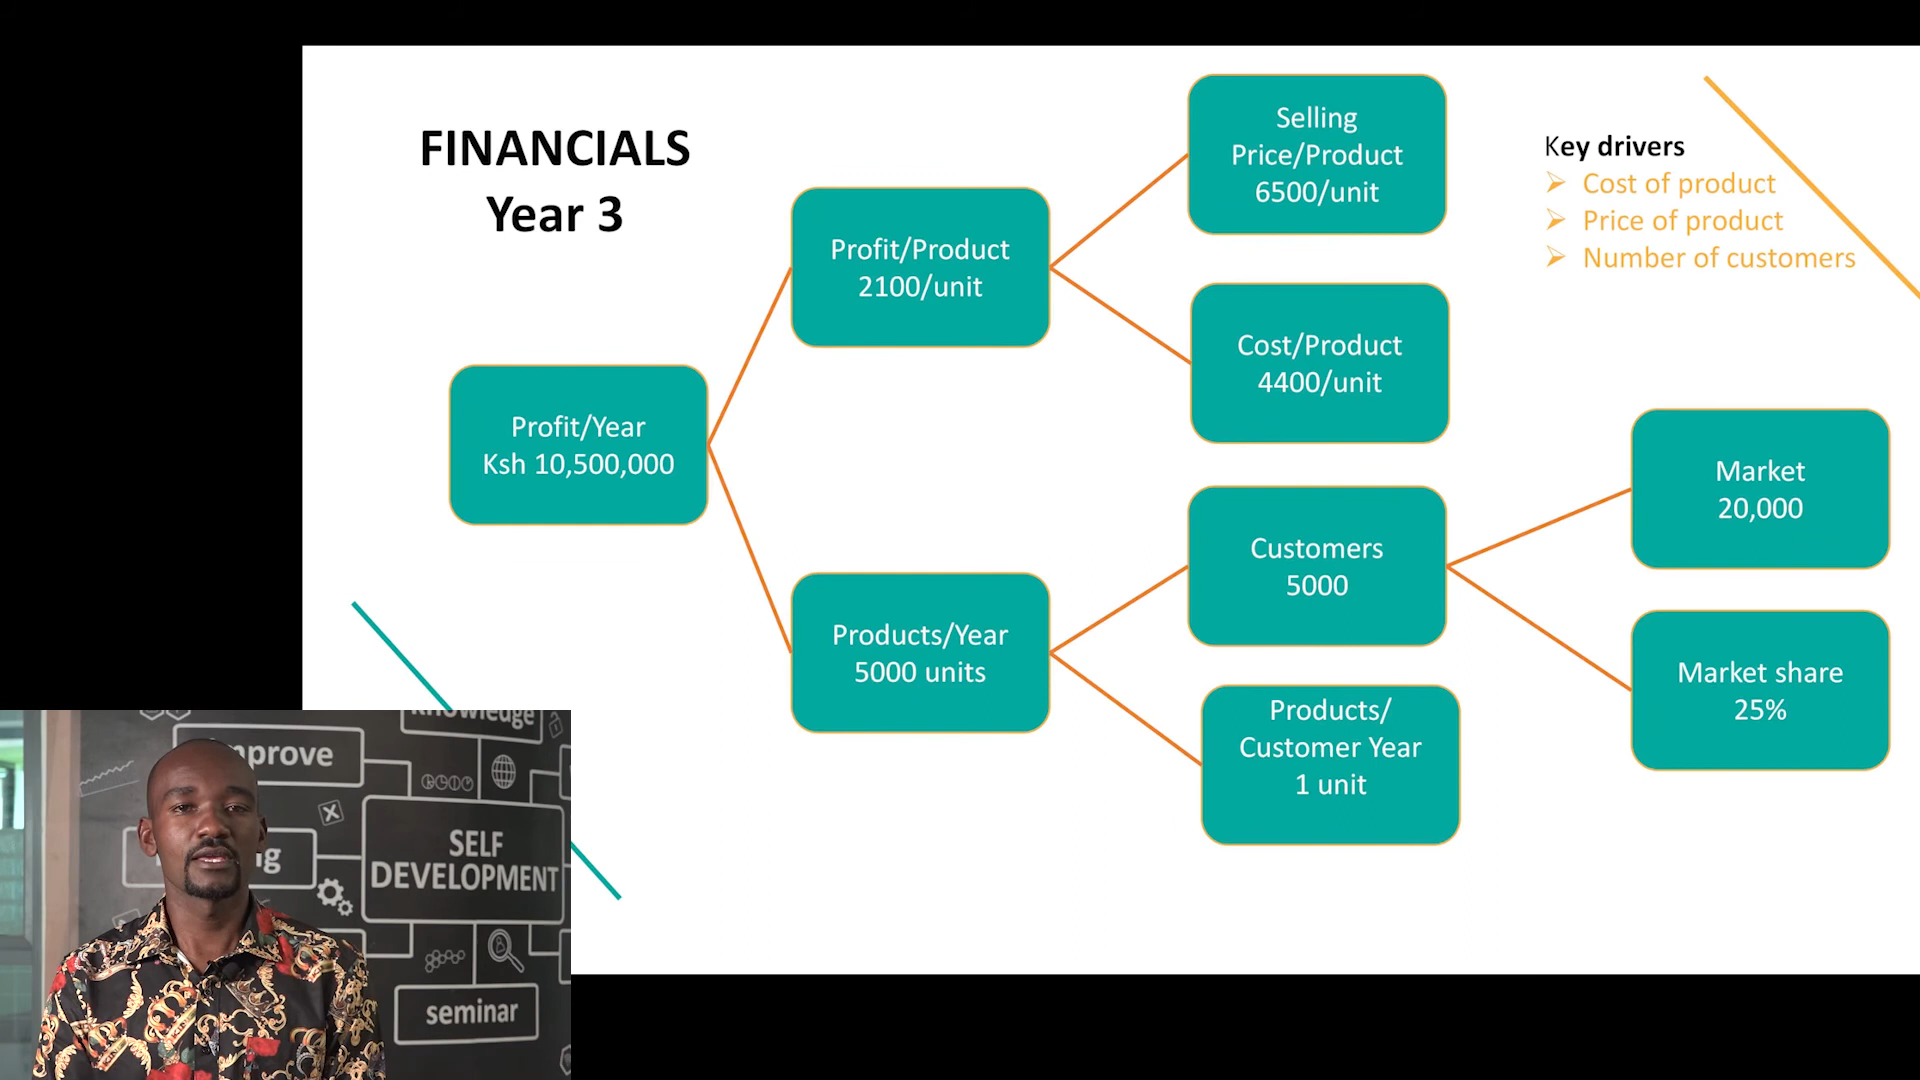 FINANCIALS
Year 3
Profit/Year
Ksh 10,500,000
Profit/Product
2100/unit
Products/Year
5000 units
Selling
Price/Product
6500/unit
Cost/Product
4400/unit
Customers
5000
Products/
Customer Year
1 unit
Key drivers
Cost of product
Price of product
Number of customers
Market
20,000
Market share
25%
SELF
DEVELOPMENT
seminar